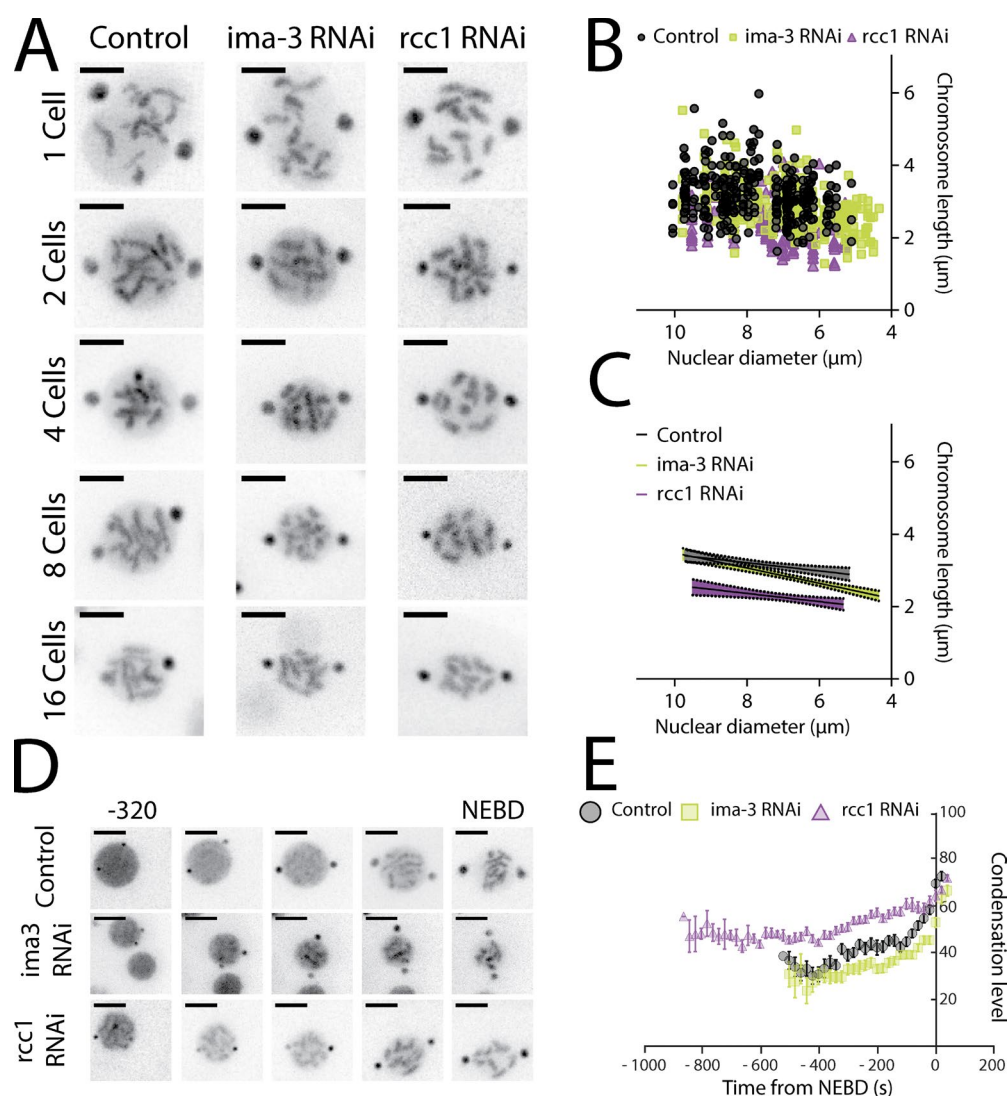 A
Control
ima-3 RNAi
rcc1 RNAi
1 Cell
2 Cells
4 Cells
8 Cells
16 Cells
B
Control
ima-3 RNAi
rcc1 RNAi
6
4
2
0
Chromosome length (µm)
10
8
6
4
Nuclear diameter (µm)
C
Control
ima-3 RNAi
rcc1 RNAi
6
4
2
0
Chromosome length (µm)
10
8
6
4
Nuclear diameter (µm)
D
-320
NEBD
Control
ima3
RNAi
rcc1
RNAi
E
Control
ima-3 RNAi
rcc1 RNAi
100
80
60
40
20
Condensation level
- 1000
- 800
- 600
- 400
- 200
0
200
Time from NEBD (s)